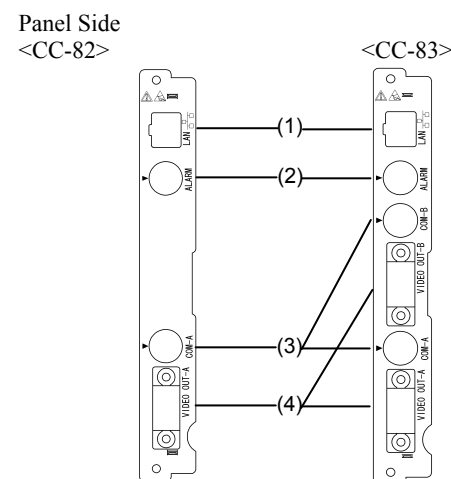 Panel Side
<CC-82>
<CC-83>
LAN
(1)
LAN
ALARM
(2)
ALARM
COM-B
VIDEO OUT-B
COM-A
(3)
COM-A
VIDEO OUT-A
(4)
VIDEO OUT-A